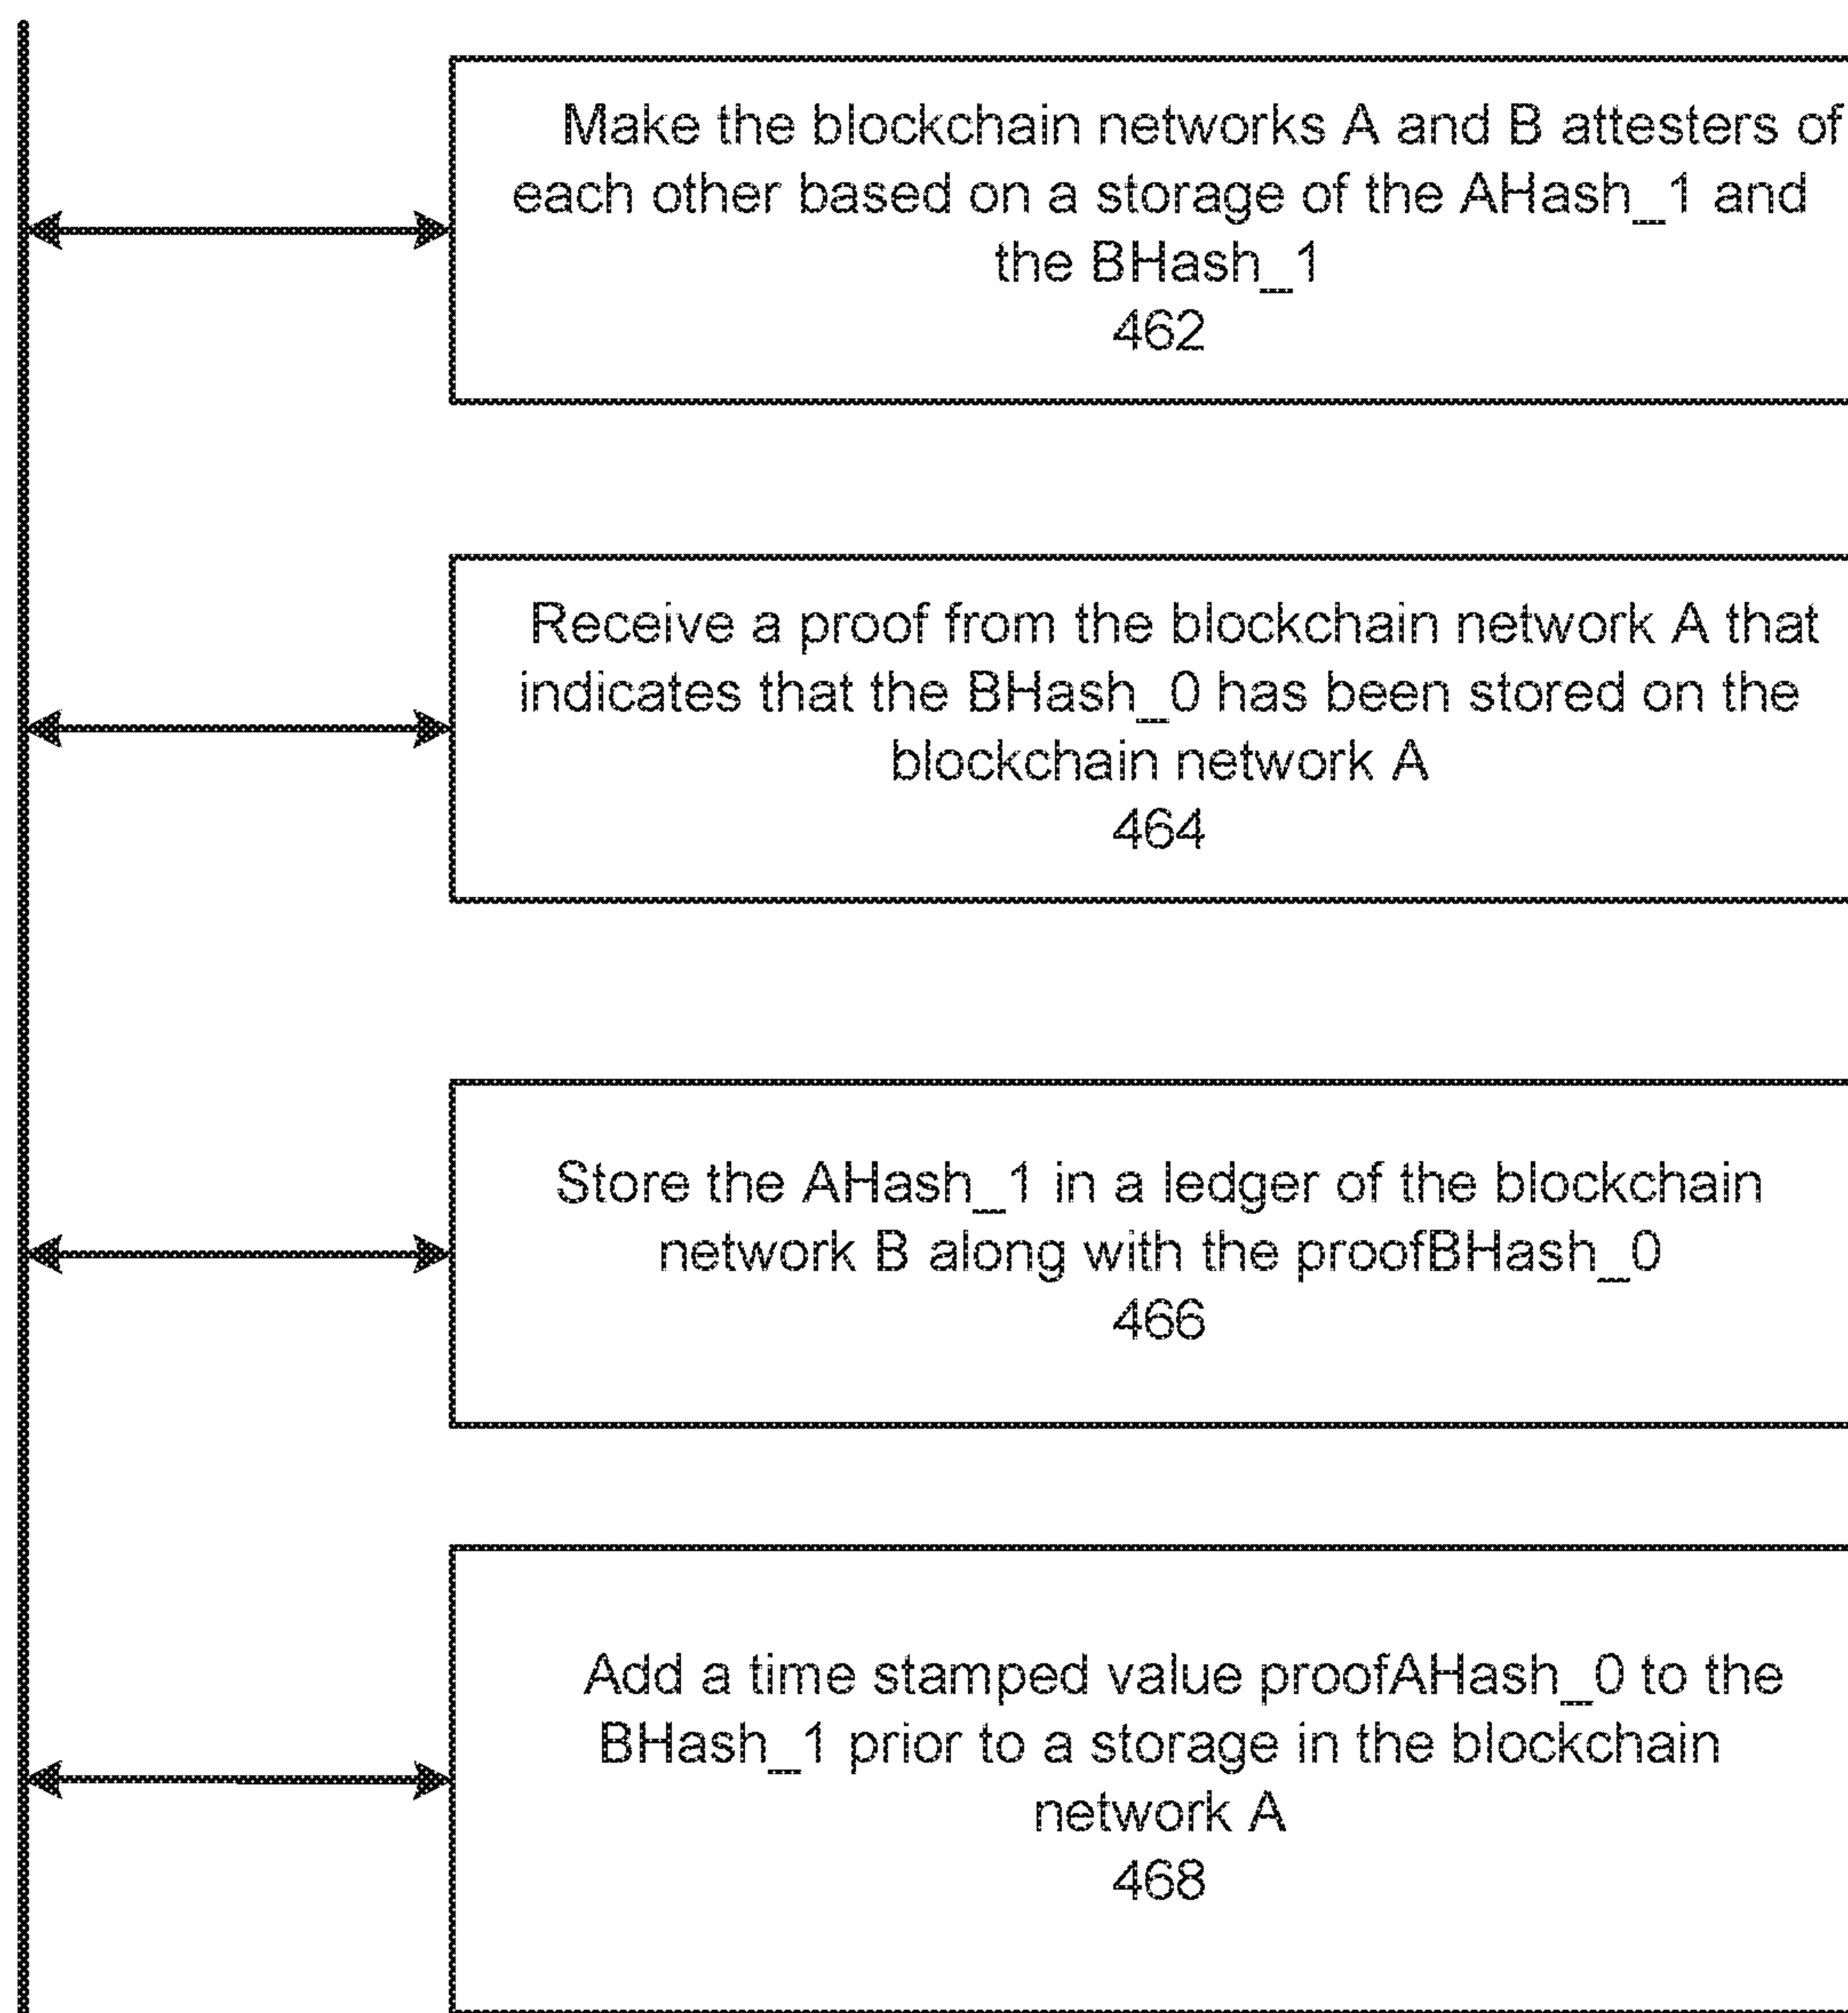 Make the blockchain networks A and B attesters of
each other based on a storage of the AHash_1 and
the BHash_1
462
Receive a proof from the blockchain network A that
indicates that the BHash_0 has been stored on the
blockchain network A
464
Store the AHash_1 in a ledger of the blockchain
network B along with the proofBHash_0
466
Add a time stamped value proofAHash_0 to the
BHash_1 prior to a storage in the blockchain
network A
468